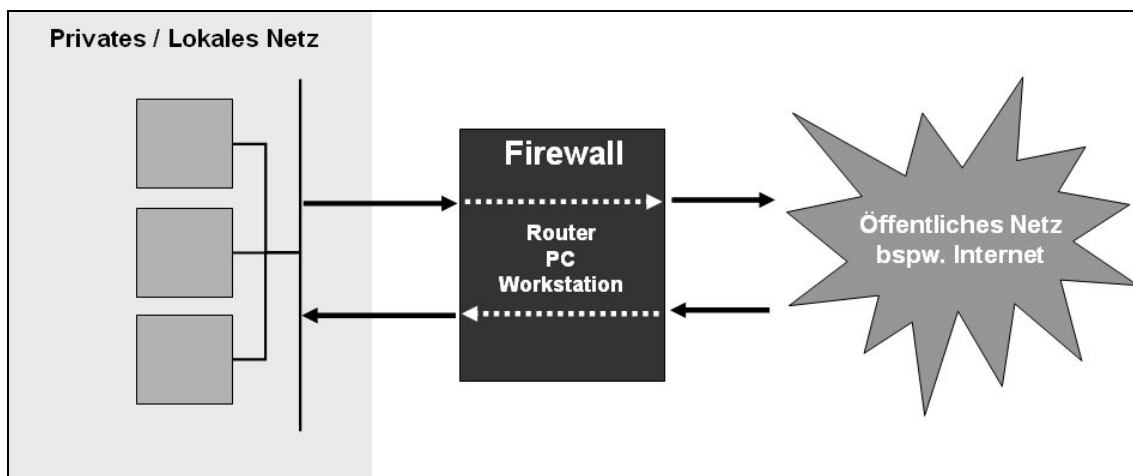 Privates / Lokales Netz
Firewall
Router
PC
Workstation
Öffentliches Netz
bspw. Internet